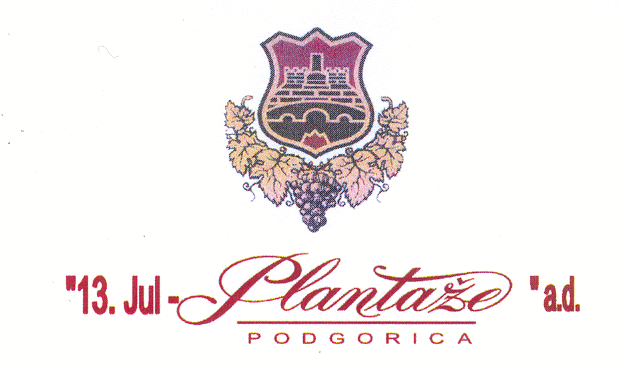 "13. Jul - Plantaže " a.d.
PODGORICA